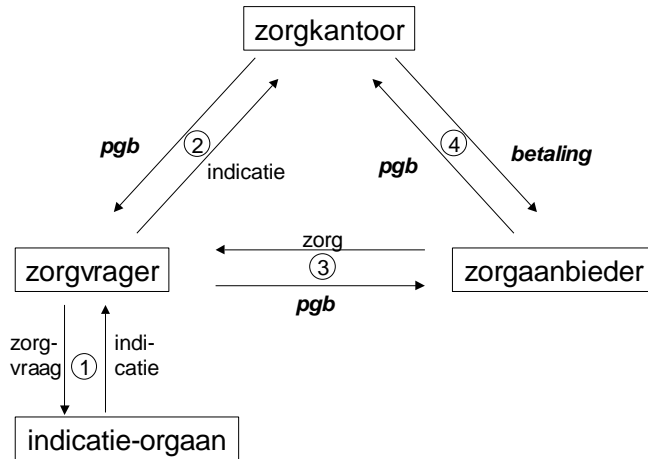 zorgkantoor
pgb
2
indicatie
4
pgb
betaling
zorgvrager
zorg
3
pgb
zorgaanbieder
zorg-
vraag
1
indi-
catie
indicatie-orgaan